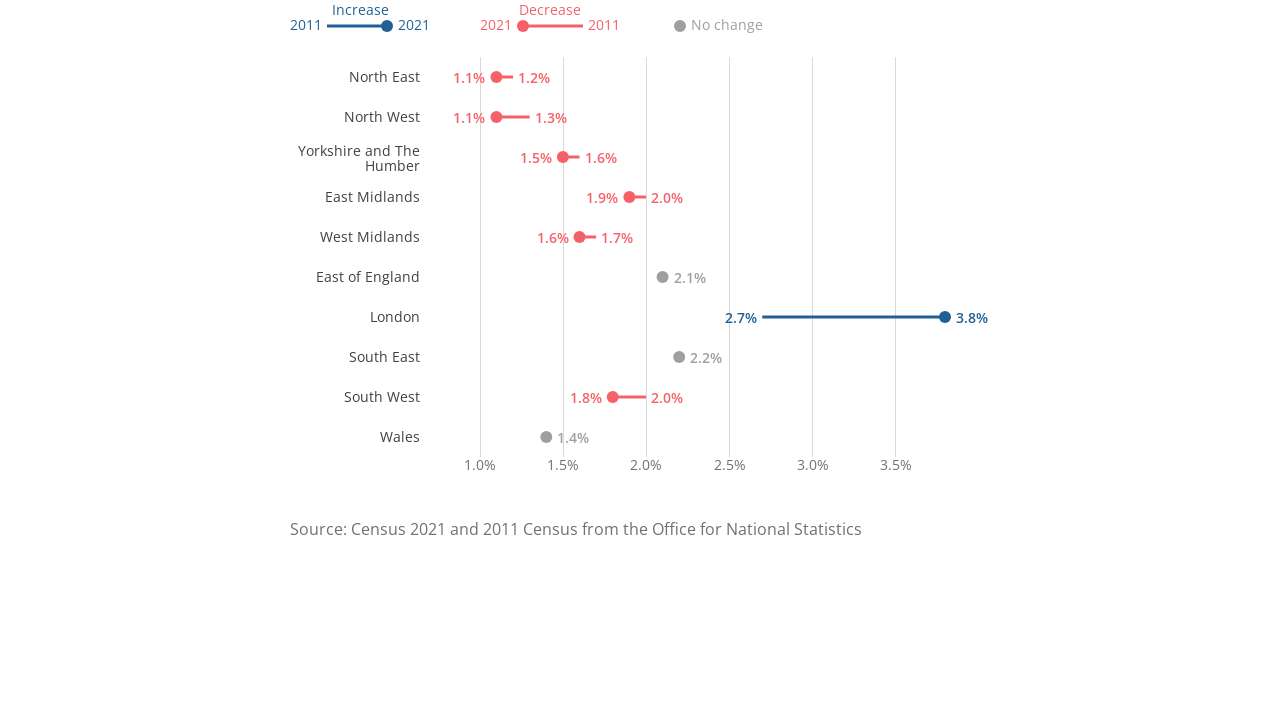 Increase
2011 2021
Decrease
2021 2011
No change
North East 1.1% 1.2%
North West 1.1% 1.3%
Yorkshire and The
Humber 1.5% 1.6%
East Midlands 1.9% 2.0%
West Midlands 1.6% 1.7%
East of England 2.1%
London 2.7% 3.8%
South East 2.2%
South West 1.8% 2.0%
Wales 1.4%
1.0% 1.5% 2.0% 2.5% 3.0% 3.5%
Source: Census 2021 and 2011 Census from the Office for National Statistics